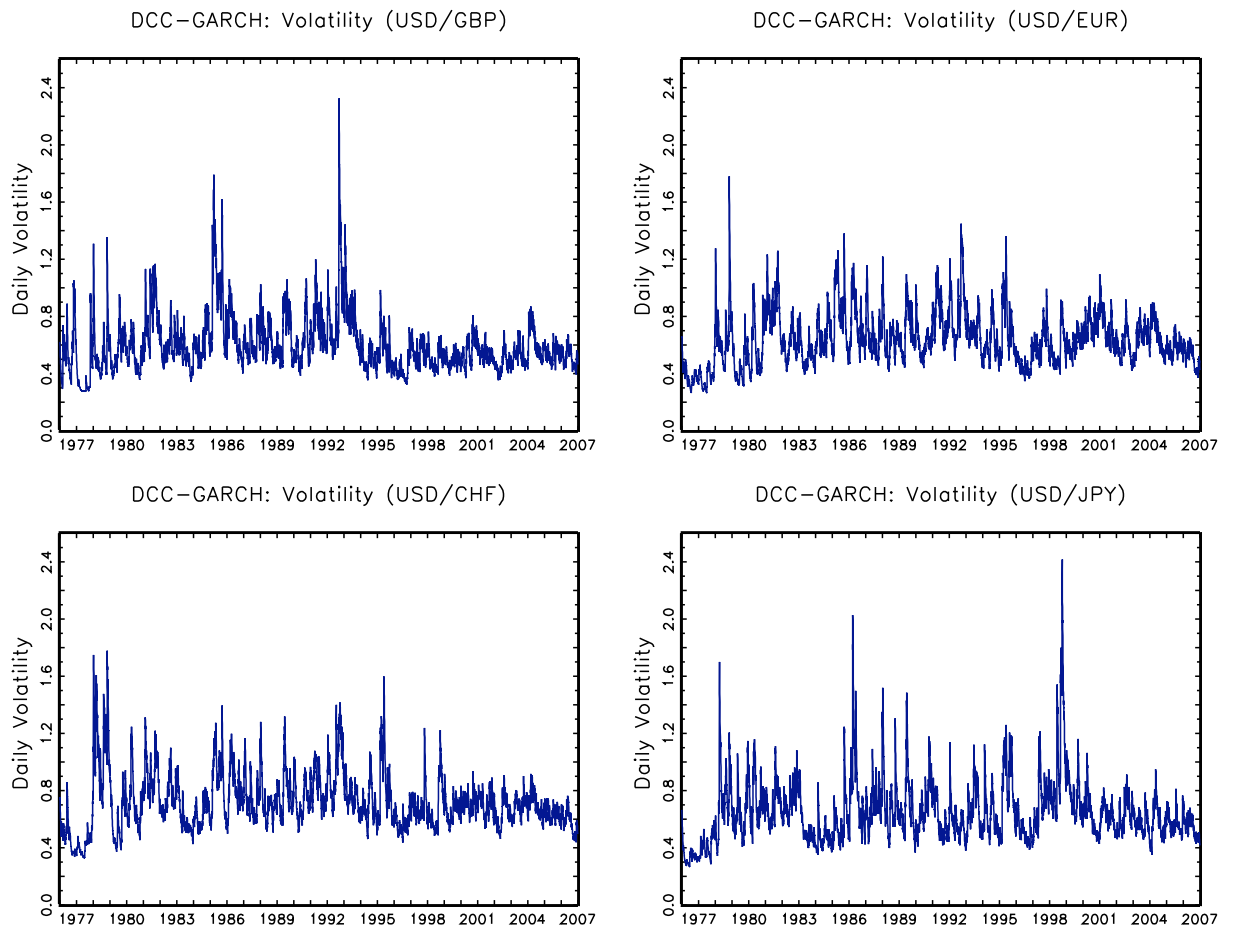 DCC-GARCH: Volatility (USD/GBP)
Daily Volatility
2.4
2.0
1.6
1.2
0.8
0.4
0.0
1977 1980 1983 1986 1989 1992 1995 1998 2001 2004 2007
DCC-GARCH: Volatility (USD/EUR)
Daily Volatility
2.4
2.0
1.6
1.2
0.8
0.4
0.0
1977 1980 1983 1986 1989 1992 1995 1998 2001 2004 2007
DCC-GARCH: Volatility (USD/CHF)
Daily Volatility
2.4
2.0
1.6
1.2
0.8
0.4
0.0
1977 1980 1983 1986 1989 1992 1995 1998 2001 2004 2007
DCC-GARCH: Volatility (USD/JPY)
Daily Volatility
2.4
2.0
1.6
1.2
0.8
0.4
0.0
1977 1980 1983 1986 1989 1992 1995 1998 2001 2004 2007